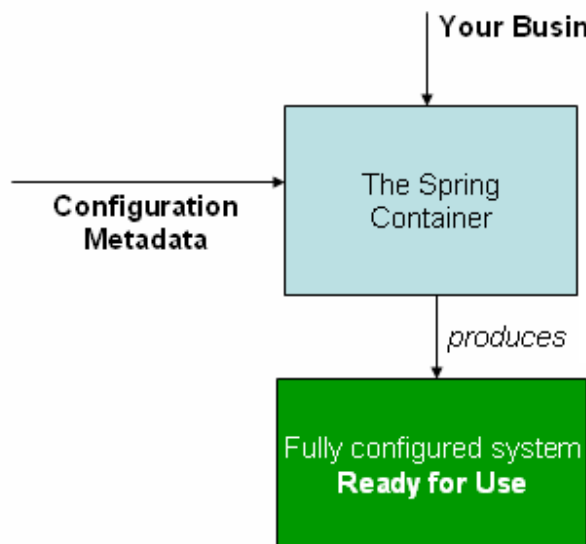 Your Busin
The Spring
Container
Configuration
Metadata
produces
Fully configured system
Ready for Use